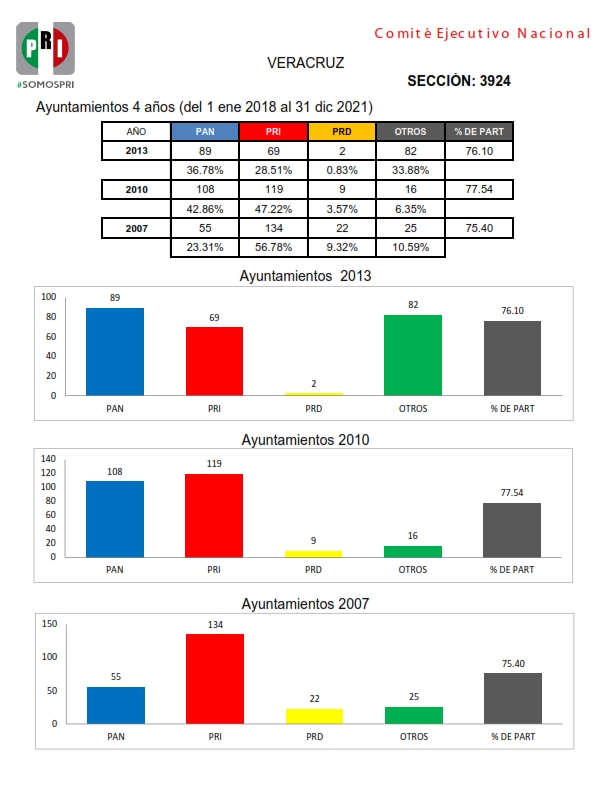 Comité Ejecutivo Nacional
PRI
#SOMOSPRI
VERACRUZ
SECCIÓN: 3924
Ayuntamientos 4 años (del 1 ene 2018 al 31 dic 2021)
AÑO PAN PRI PRD OTROS % DE PART
2013 89 69 2 82 76.10
36.78% 28.51% 0.83% 33.88%
2010 108 119 9 16 77.54
42.86% 47.22% 3.57% 6.35%
2007 55 134 22 25 75.40
23.31% 56.78% 9.32% 10.59%
Ayuntamientos 2013
100
80
60
40
20
0
89
69
2
82
76.10
PAN PRI PRD OTROS % DE PART
Ayuntamientos 2010
140
120
100
80
60
40
20
0
108
119
9
16
77.54
PAN PRI PRD OTROS % DE PART
Ayuntamientos 2007
150
100
50
0
55
134
22
25
75.40
PAN PRI PRD OTROS % DE PART